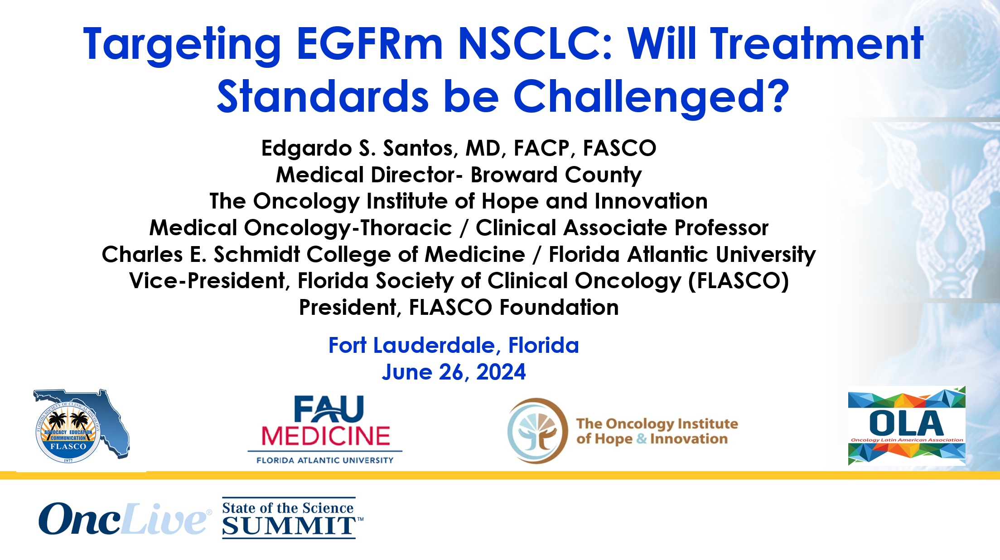 Targeting EGFRm NSCLC: Will Treatment
Standards be Challenged?
Edgardo S. Santos, MD, FACP, FASCO
Medical Director- Broward County
The Oncology Institute of Hope and Innovation
Medical Oncology-Thoracic / Clinical Associate Professor
Charles E. Schmidt College of Medicine / Florida Atlantic University
Vice-President, Florida Society of Clinical Oncology (FLASCO)
President, FLASCO Foundation
Fort Lauderdale, Florida
June 26, 2024
FLORIDA SOCIETY OF CLINICAL ONCOLOGY
ADVOCACY EDUCATION
COMMUNICATION
FLASCO
1977
FAU
MEDICINE
FLORIDA ATLANTIC UNIVERSITY
The Oncology Institute
of Hope & Innovation
OLA
Oncology Latin American Association
OncLive®
State of the Science
SUMMIT™